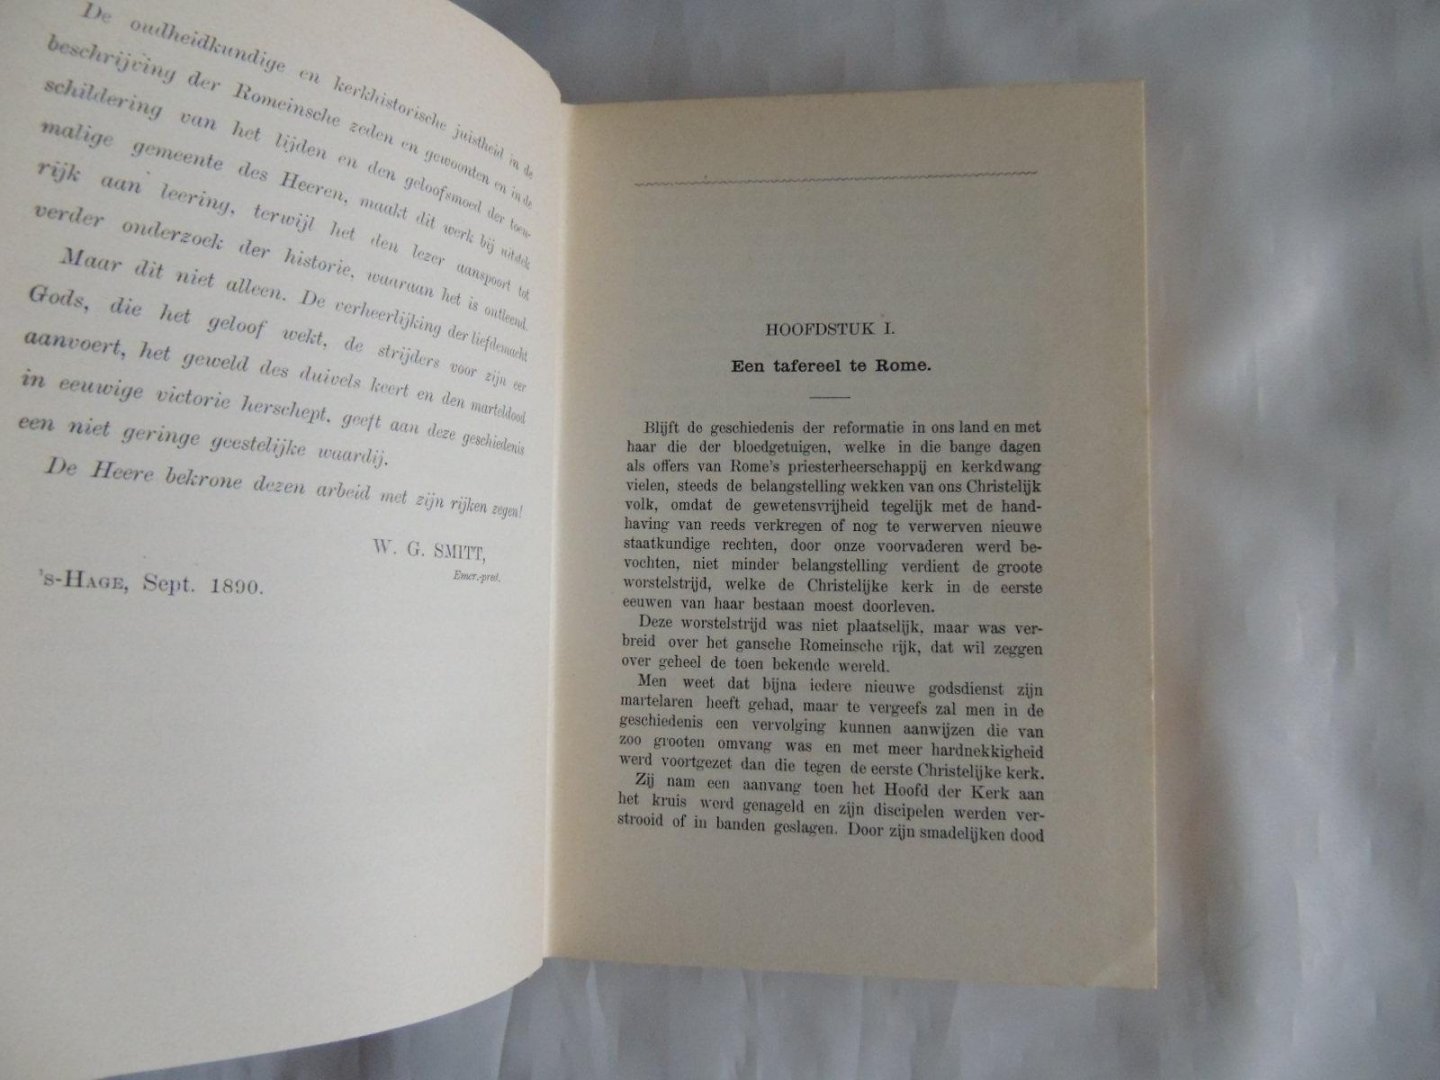 De oudheidkundige en kerkhistorische juistheid in de
beschrijving der Romeinsche zeden en gewoonten en in de
schildering van het lijden en den geloofsmoed der toen-
malige gemeente des Heeren, maakt dit werk bij uitstek
rijk aan leering, terwijl het den lezer aanspoort tot
verder onderzoek der historie, waaraan het is ontleend.
Maar dit niet alleen. De verheerlijking der liefdemacht
Gods, die het geloof wekt, de strijders voor zijn eer
aanvoert, het geweld des duivels keert en den marteldood
in eeuwige victorie herschept, geeft aan deze geschiedenis
een niet geringe geestelijke waardij.
De Heere bekrone dezen arbeid met zijn rijken zegen!
W. G. SMITT,
Emer.-pred.
's-HAGE, Sept. 1890.
HOOFDSTUK I.
Een tafereel te Rome.
Blijft de geschiedenis der reformatie in ons land en met
haar die der bloedgetuigen, welke in die bange dagen
als offers van Rome's priesterheerschappij en kerkdwang
vielen, steeds de belangstelling wekken van ons Christelijk
volk, omdat de gewetensvrijheid tegelijk met de hand-
having van reeds verkregen of nog te verwerven nieuwe
staatkundige rechten, door onze voorvaderen werd be-
vochten, niet minder belangstelling verdient de groote
worstelstrijd, welke de Christelijke kerk in de eerste
eeuwen van haar bestaan moest doorleven.
Deze worstelstrijd was niet plaatselijk, maar was ver-
breid over het gansche Romeinsche rijk, dat wil zeggen
over geheel de toen bekende wereld.
Men weet dat bijna iedere nieuwe godsdienst zijn
martelaren heeft gehad, maar te vergeefs zal men in de
geschiedenis een vervolging kunnen aanwijzen die van
zoo grooten omvang was en met meer hardnekkigheid
werd voortgezet dan die tegen de eerste Christelijke kerk.
Zij nam een aanvang toen het Hoofd der Kerk aan
het kruis werd genageld en zijn discipelen werden ver-
strooid of in banden geslagen. Door zijn smadelijken dood